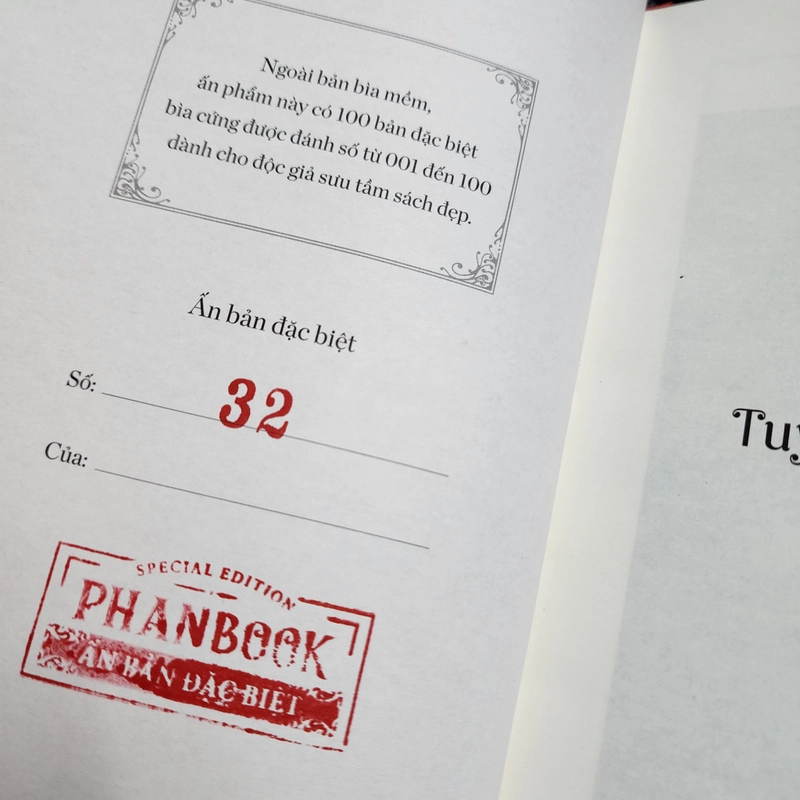 Ngoài bản bìa mềm,
ấn phẩm này có 100 bản đặc biệt
bìa cứng được đánh số từ 001 đến 100
dành cho độc giả sưu tầm sách đẹp.
Ấn bản đặc biệt
Số: 32
Của:
SPECIAL EDITION
PHANBOOK
ẤN BẢN ĐẶC BIỆT
Tuy